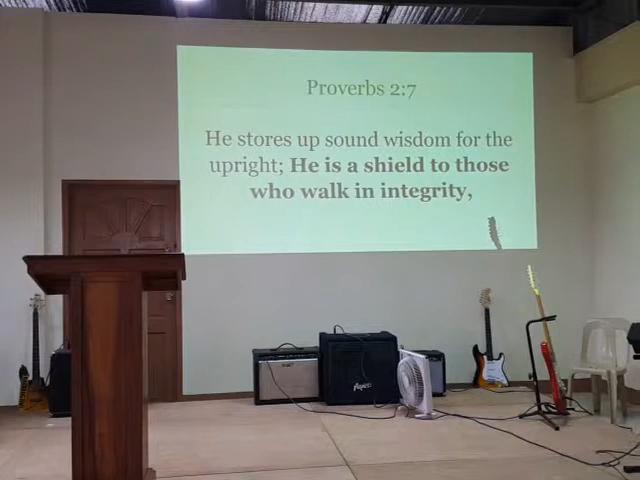 Proverbs 2:7
He stores up sound wisdom for the
upright; He is a shield to those
who walk in integrity,